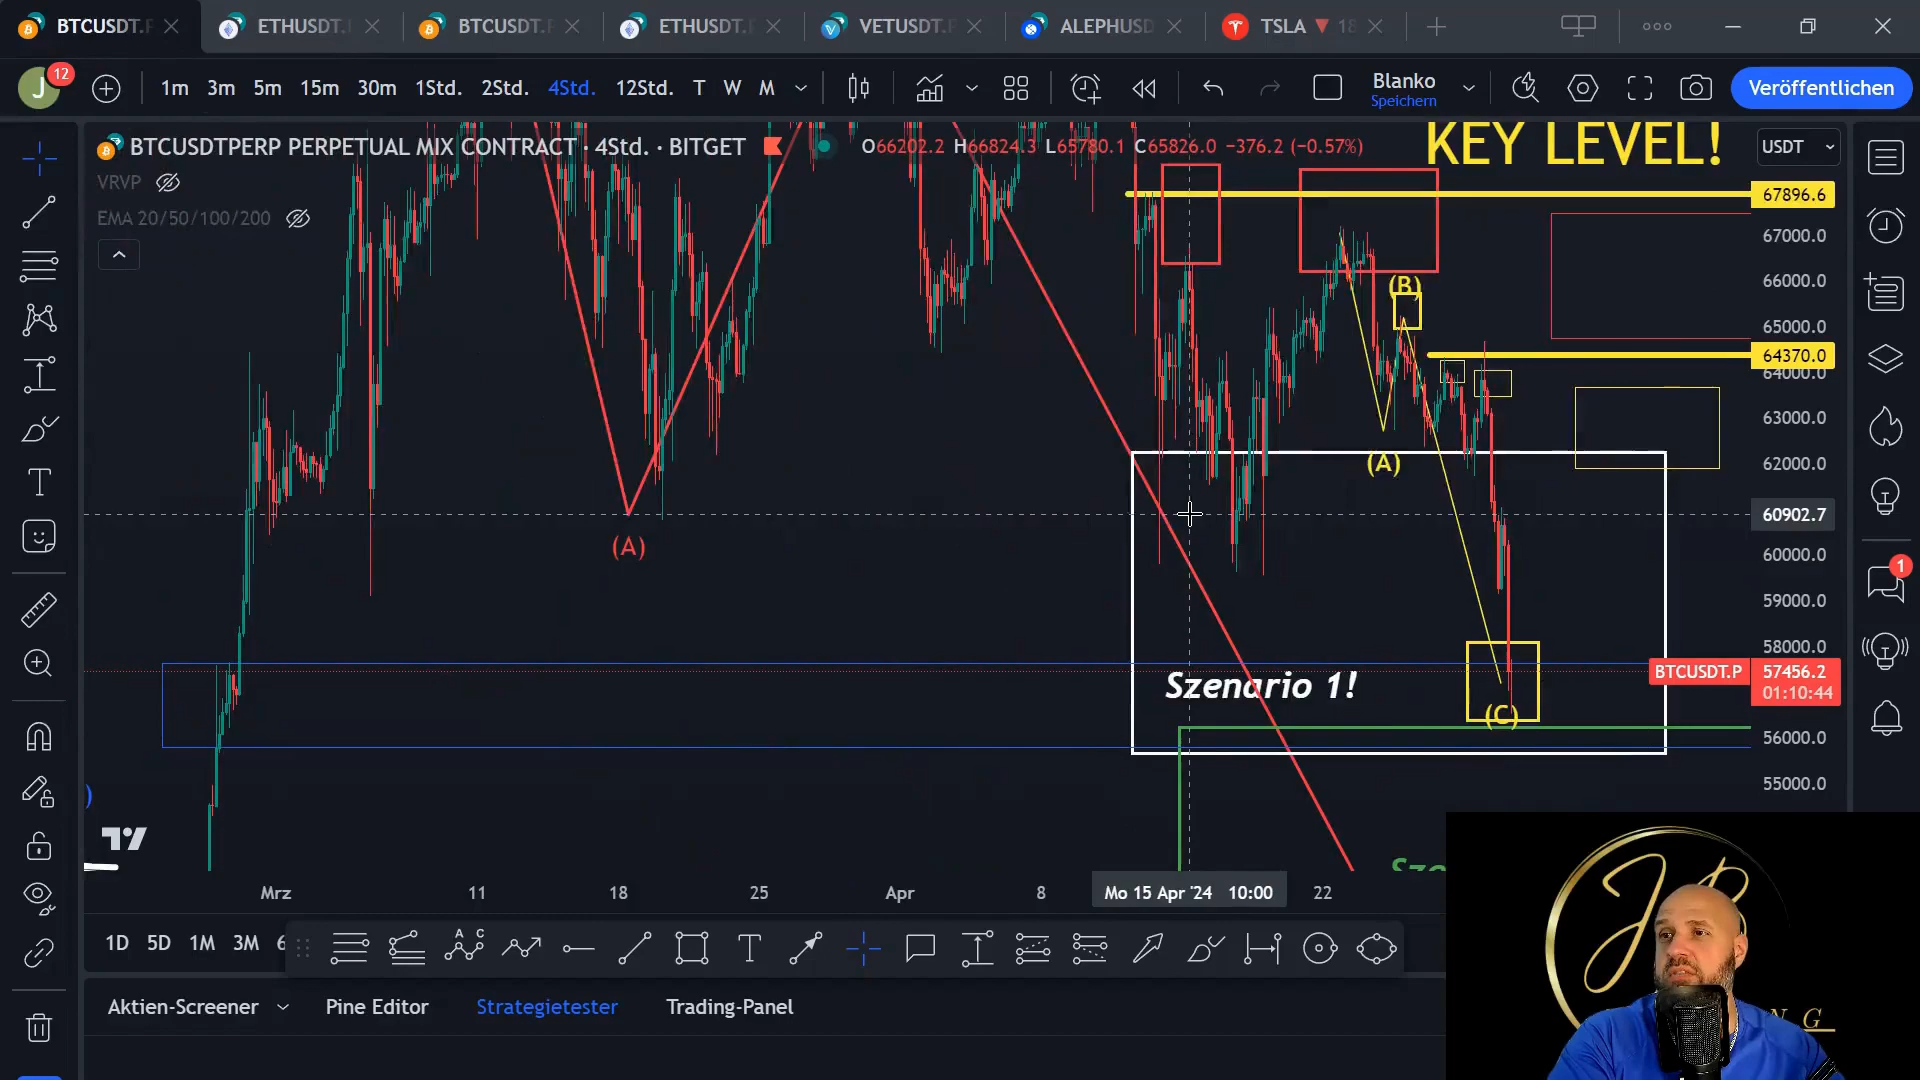 BTCUSDT.P
ETHUSDT.
BTCUSDT.P
ETHUSDT.
VETUSDT.
ALEPHUSD
TSLA ▼ 18
J
12
1m 3m 5m 15m 30m 1Std. 2Std. 4Std. 12Std. T W M
Blanko
Speichern
Veröffentlichen
BTCUSDTPERP PERPETUAL MIX CONTRACT · 4Std. · BITGET
O66202.2 H66824.3 L65780.1 C65826.0 −376.2 (−0.57%)
KEY LEVEL!
USDT
VRVP
EMA 20/50/100/200
67896.6
67000.0
66000.0
65000.0
64370.0
64000.0
63000.0
62000.0
60902.7
60000.0
59000.0
58000.0
BTCUSDT.P
57456.2
01:10:44
56000.0
55000.0
(B)
(A)
(A)
(C)
Szenario 1!
1
)
Mrz 11 18 25 Apr 8 Mo 15 Apr '24 10:00 22
1D 5D 1M 3M 6
A C
T
Aktien-Screener Pine Editor Strategietester Trading-Panel
JB
N G